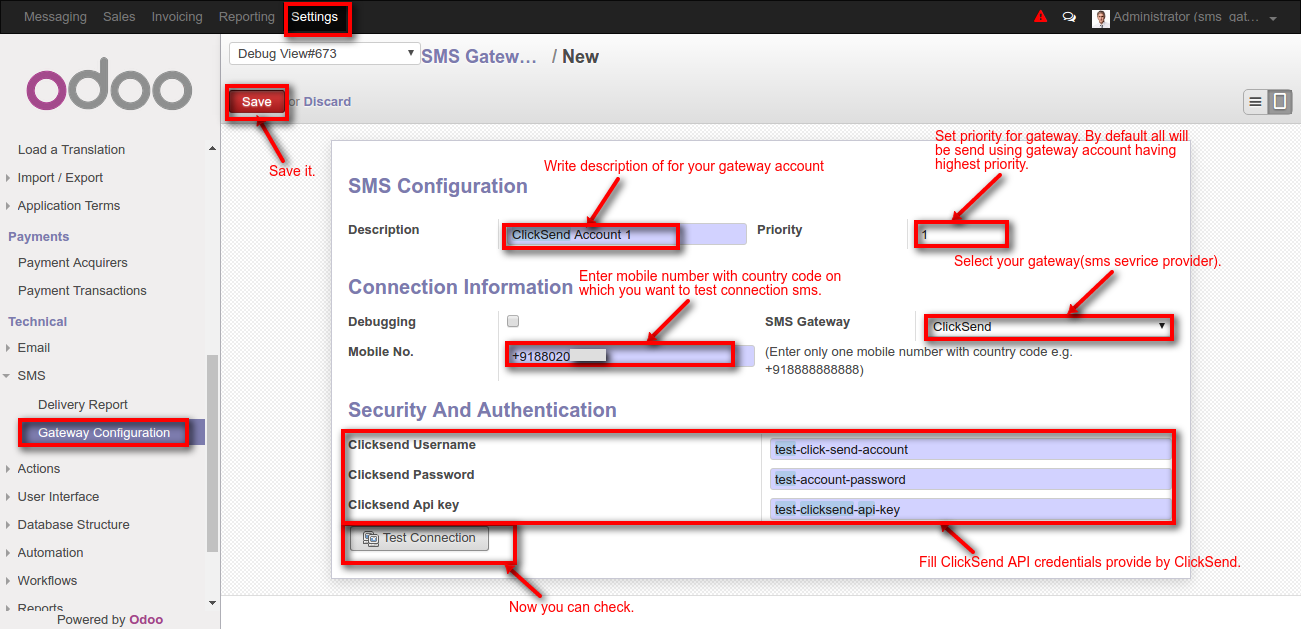 Messaging Sales Invoicing Reporting Settings
Administrator (sms_gat...
odoo
Debug View#673
SMS Gatew... / New
Save or Discard
Save it.
Load a Translation
Import / Export
Application Terms
Payments
Payment Acquirers
Payment Transactions
Technical
Email
SMS
Delivery Report
Gateway Configuration
Actions
User Interface
Database Structure
Automation
Workflows
Reports
Powered by Odoo
Set priority for gateway. By default all will
be send using gateway account having
highest priority.
Write description of for your gateway account
SMS Configuration
Description ClickSend Account 1 Priority 1
Select your gateway(sms sevrice provider).
Enter mobile number with country code on
which you want to test connection sms.
Connection Information
Debugging SMS Gateway ClickSend
Mobile No. +9188020 (Enter only one mobile number with country code e.g.
+918888888888)
Security And Authentication
Clicksend Username test-click-send-account
Clicksend Password test-account-password
Clicksend Api key test-clicksend-api-key
Test Connection
Fill ClickSend API credentials provide by ClickSend.
Now you can check.